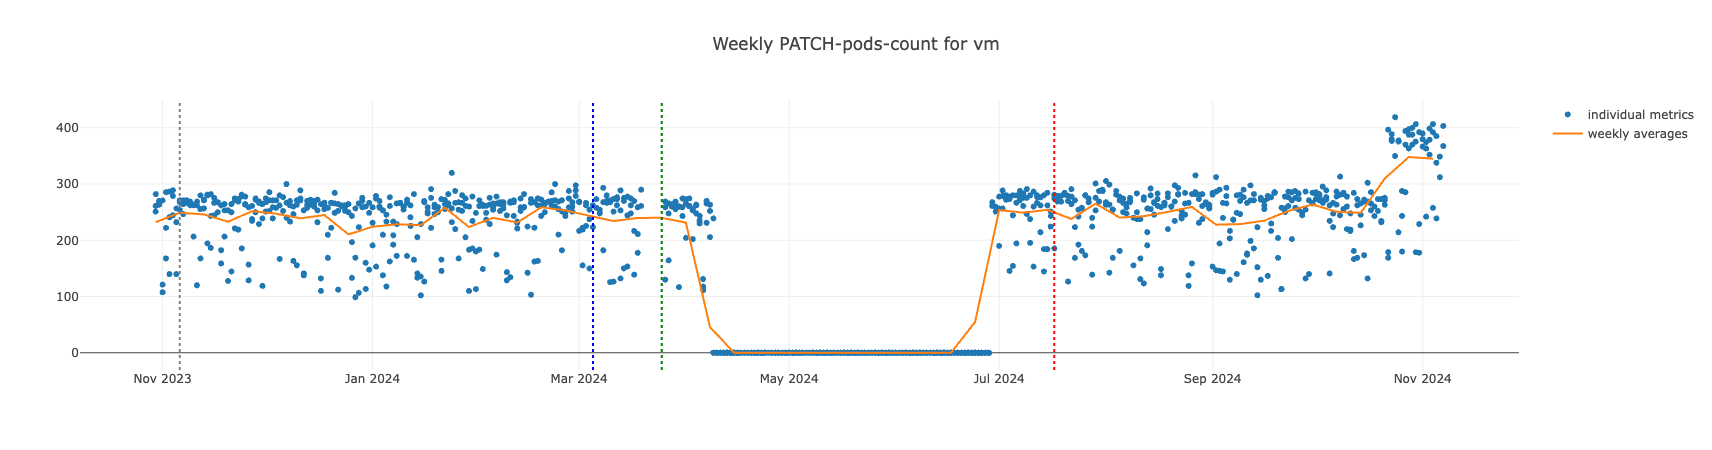 Weekly PATCH-pods-count for vm
individual metrics
weekly averages
400
300
200
100
0
Nov 2023
Jan 2024
Mar 2024
May 2024
Jul 2024
Sep 2024
Nov 2024